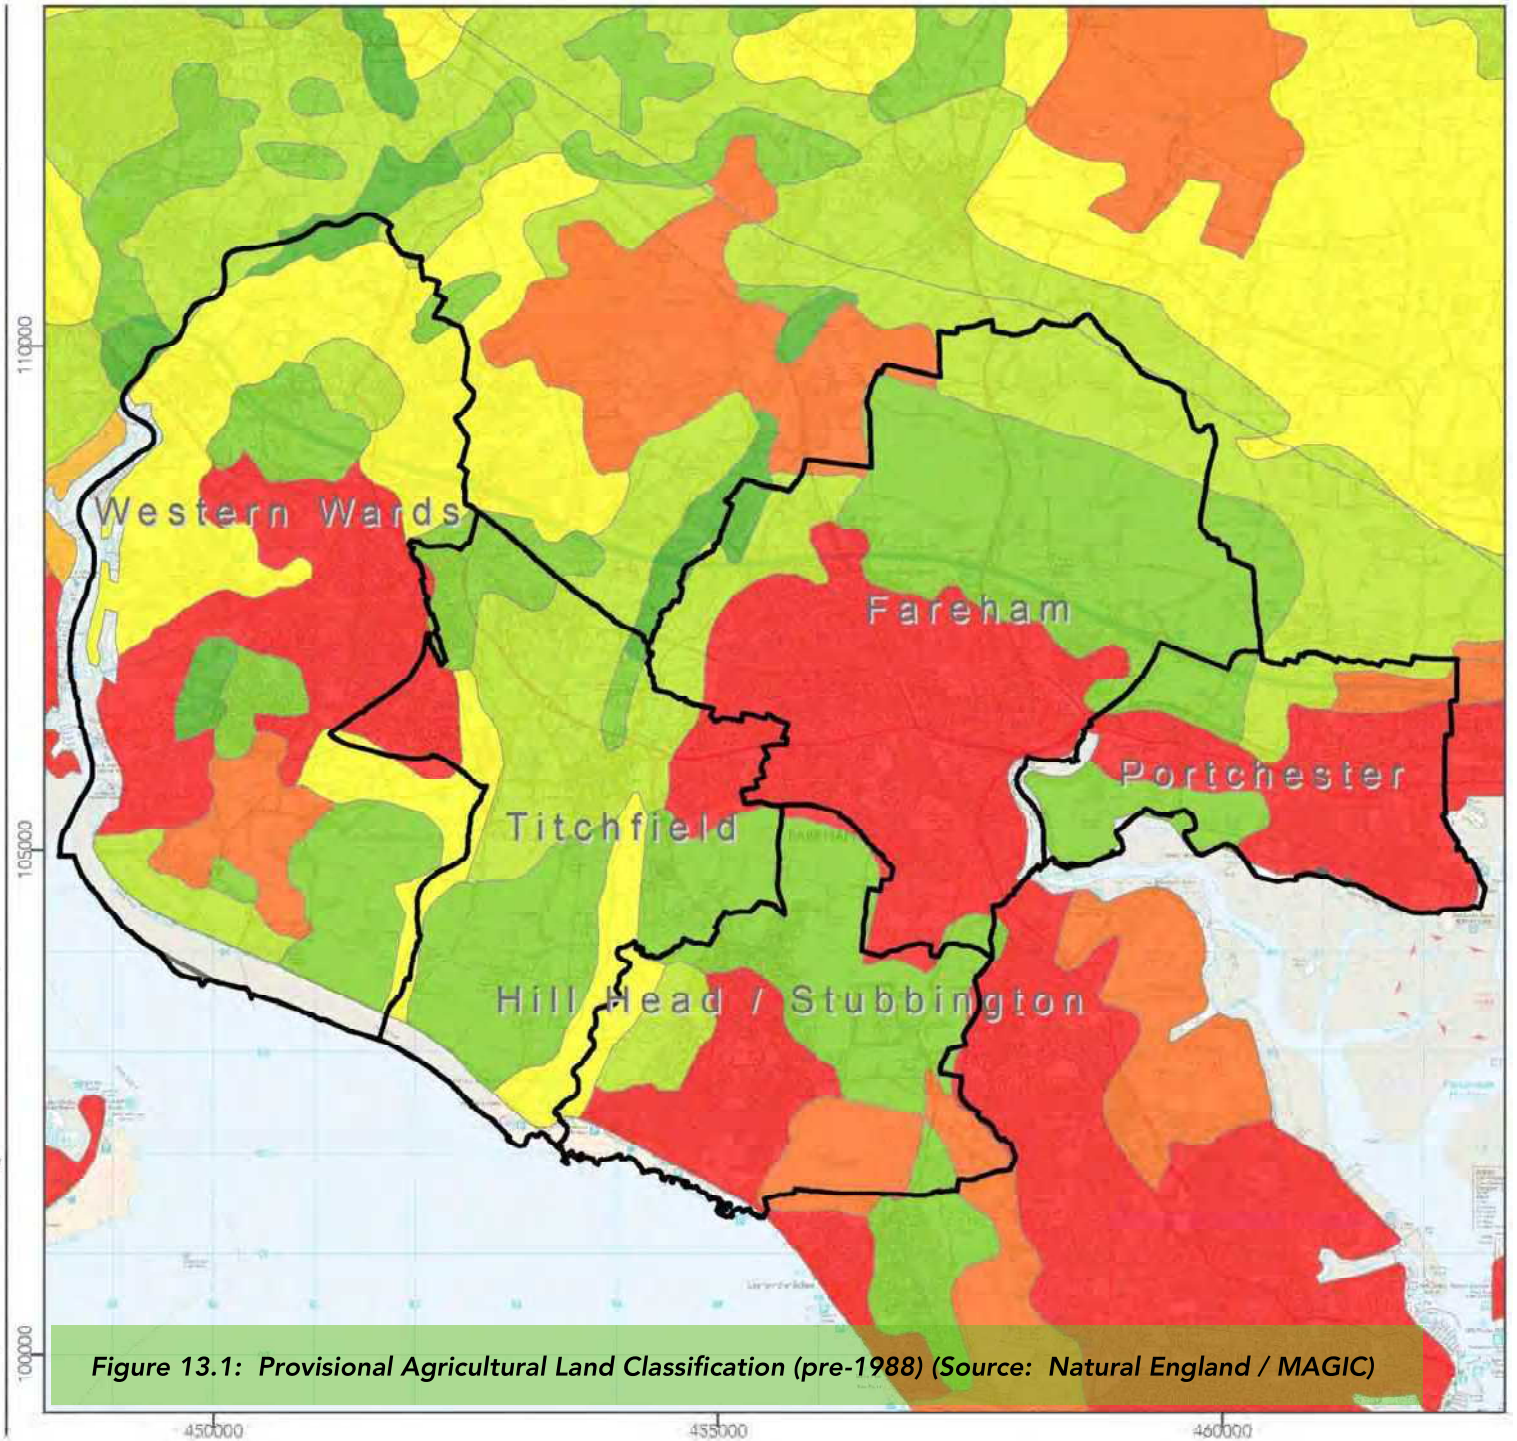 110000
Western Wards
Fareham
Portchester
Titchfield
105000
Hill Head / Stubbington
100000
Figure 13.1: Provisional Agricultural Land Classification (pre-1988) (Source: Natural England / MAGIC)
450000
455000
460000